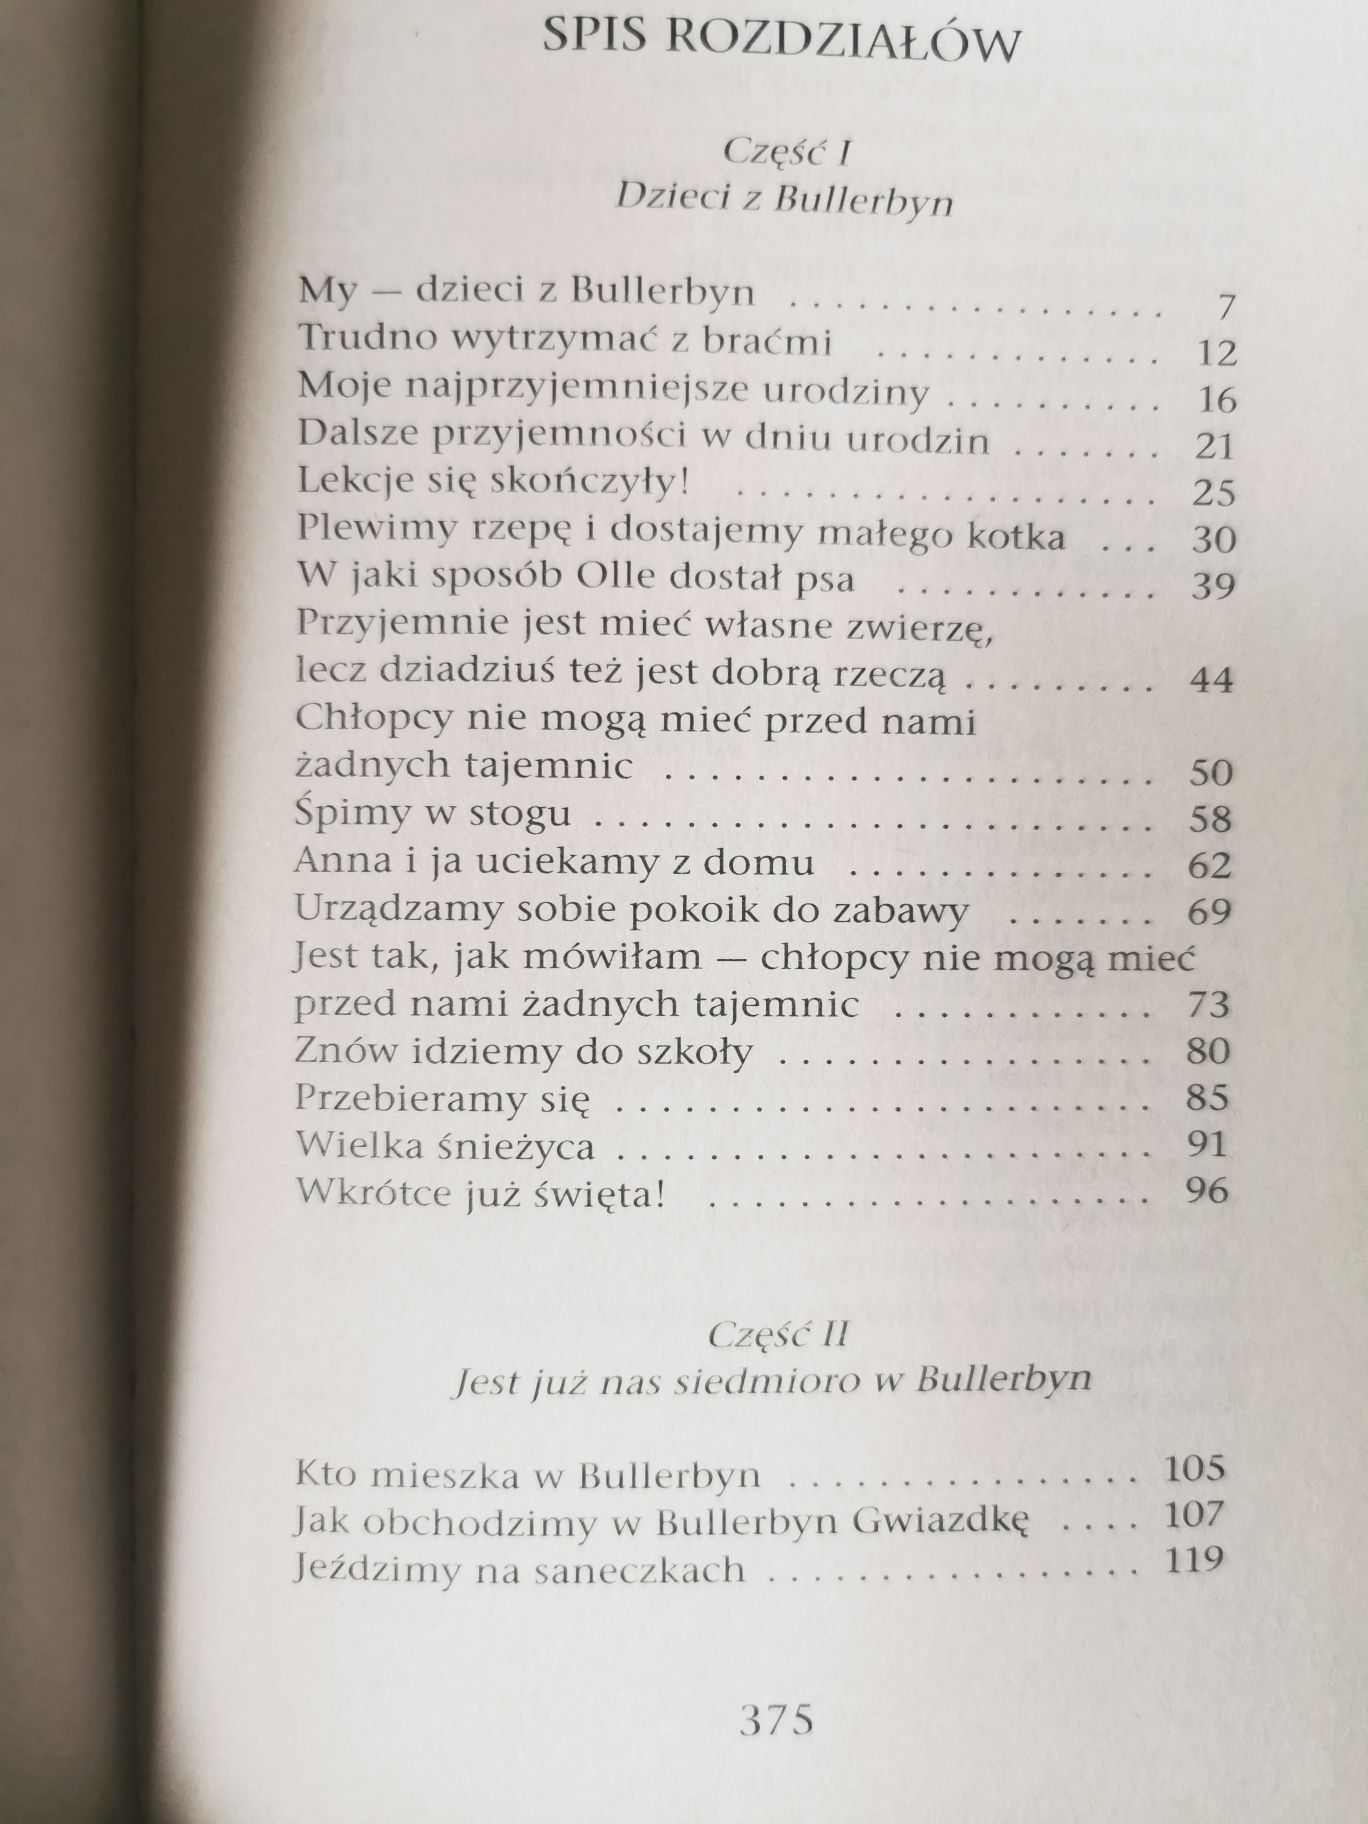 SPIS ROZDZIAŁÓW
Część I
Dzieci z Bullerbyn
My — dzieci z Bullerbyn . . . . . . . . . . . . . . . . 7
Trudno wytrzymać z braćmi . . . . . . . . . . . . . 12
Moje najprzyjemniejsze urodziny . . . . . . . . . . 16
Dalsze przyjemności w dniu urodzin . . . . . . . 21
Lekcje się skończyły! . . . . . . . . . . . . . . . . . . 25
Plewimy rzepę i dostajemy małego kotka . . . 30
W jaki sposób Olle dostał psa . . . . . . . . . . . . 39
Przyjemnie jest mieć własne zwierzę,
lecz dziadziuś też jest dobrą rzeczą . . . . . . . . . 44
Chłopcy nie mogą mieć przed nami
żadnych tajemnic . . . . . . . . . . . . . . . . . . . . . 50
Śpimy w stogu . . . . . . . . . . . . . . . . . . . . . . . . 58
Anna i ja uciekamy z domu . . . . . . . . . . . . . . 62
Urządzamy sobie pokoik do zabawy . . . . . . . 69
Jest tak, jak mówiłam — chłopcy nie mogą mieć
przed nami żadnych tajemnic . . . . . . . . . . . . 73
Znów idziemy do szkoły . . . . . . . . . . . . . . . . . 80
Przebieramy się . . . . . . . . . . . . . . . . . . . . . . . 85
Wielka śnieżyca . . . . . . . . . . . . . . . . . . . . . . . 91
Wkrótce już święta! . . . . . . . . . . . . . . . . . . . . 96
Część II
Jest już nas siedmioro w Bullerbyn
Kto mieszka w Bullerbyn . . . . . . . . . . . . . . . . 105
Jak obchodzimy w Bullerbyn Gwiazdkę . . . . 107
Jeździmy na saneczkach . . . . . . . . . . . . . . . . . 119
375